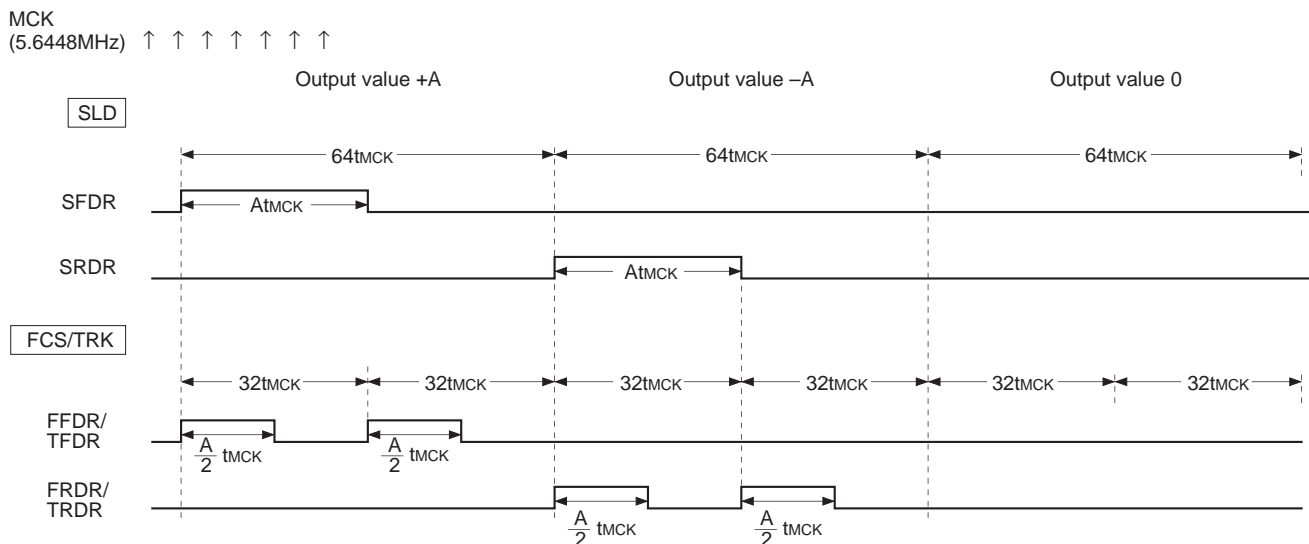 MCK
(5.6448MHz) ↑ ↑ ↑ ↑ ↑ ↑ ↑
Output value +A Output value –A Output value 0
SLD
64tMCK 64tMCK 64tMCK
SFDR AtMCK
SRDR AtMCK
FCS/TRK
32tMCK 32tMCK 32tMCK 32tMCK 32tMCK 32tMCK
FFDR/
TFDR A/2 tMCK A/2 tMCK
FRDR/
TRDR A/2 tMCK A/2 tMCK